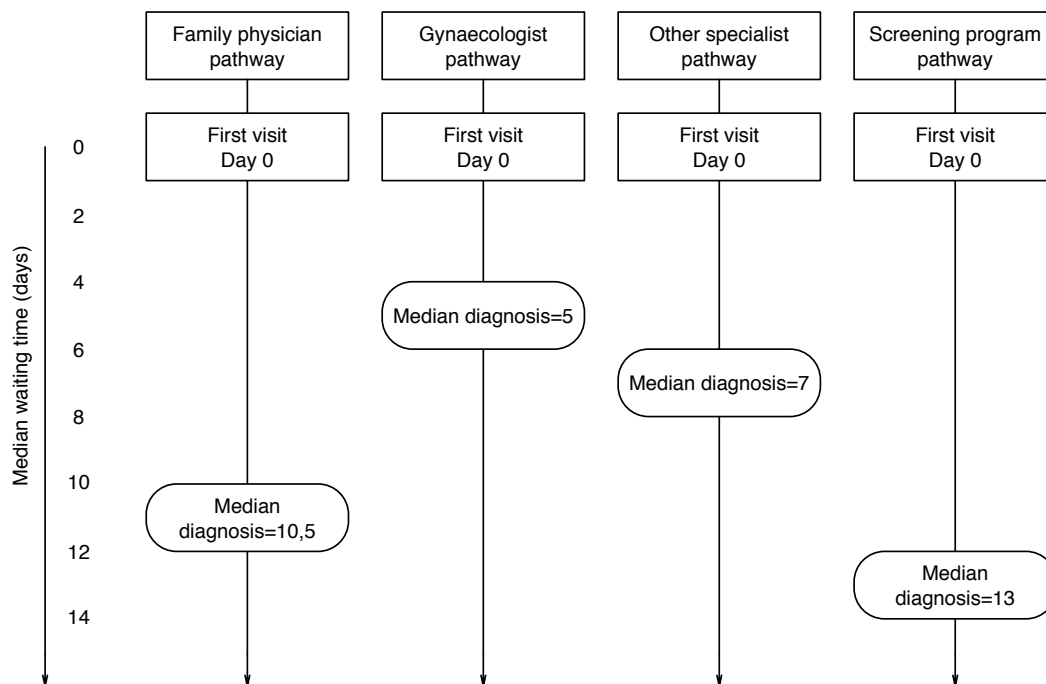 Family physician
pathway
Gynaecologist
pathway
Other specialist
pathway
Screening program
pathway
First visit
Day 0
First visit
Day 0
First visit
Day 0
First visit
Day 0
Median waiting time (days)
0
2
4
6
8
10
12
14
Median diagnosis=5
Median diagnosis=7
Median
diagnosis=10,5
Median
diagnosis=13